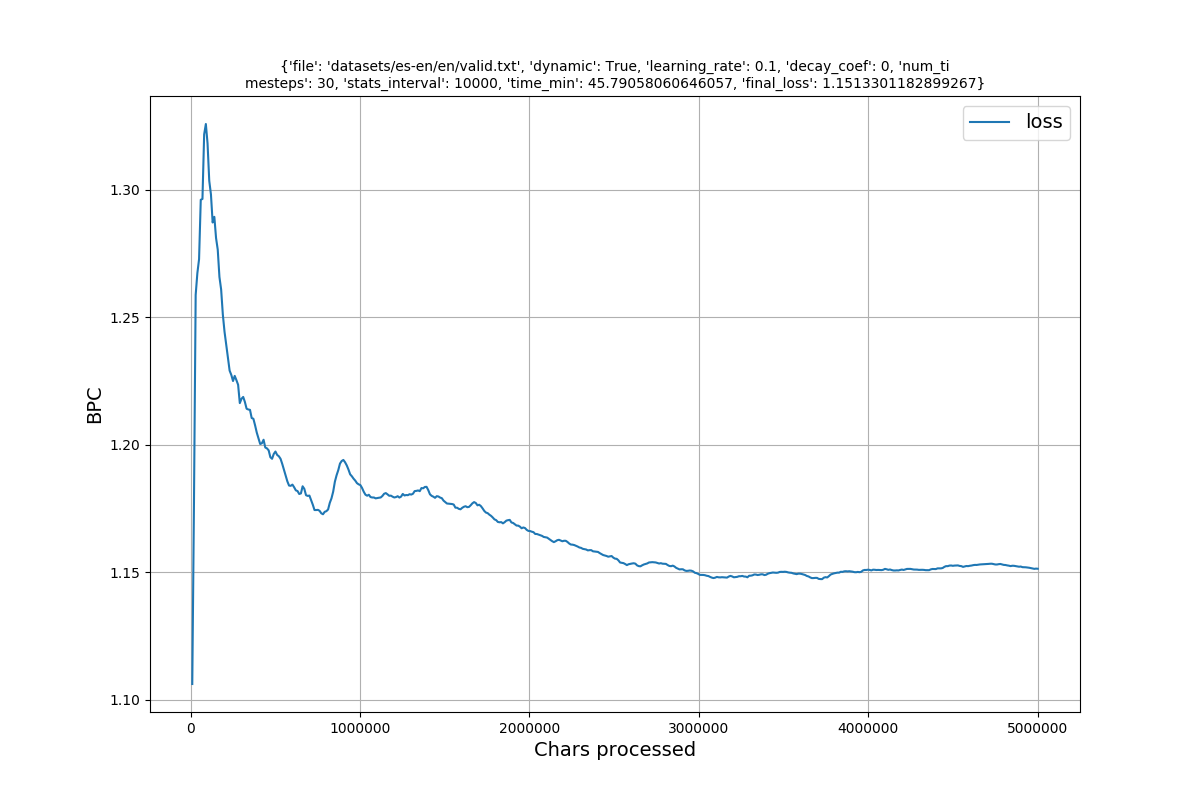 {'file': 'datasets/es-en/en/valid.txt', 'dynamic': True, 'learning_rate': 0.1, 'decay_coef': 0, 'num_ti
mesteps': 30, 'stats_interval': 10000, 'time_min': 45.79058060646057, 'final_loss': 1.1513301182899267}
loss
1.30
1.25
1.20
1.15
1.10
BPC
0 1000000 2000000 3000000 4000000 5000000
Chars processed